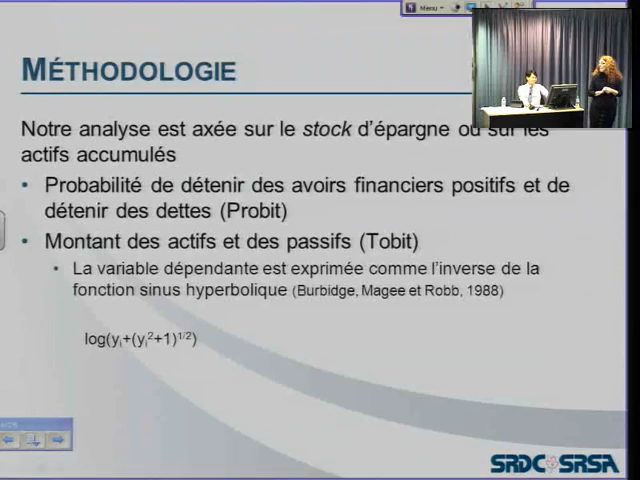 Menu
MÉTHODOLOGIE
Notre analyse est axée sur le stock d'épargne ou sur les
actifs accumulés
• Probabilité de détenir des avoirs financiers positifs et de
détenir des dettes (Probit)
• Montant des actifs et des passifs (Tobit)
• La variable dépendante est exprimée comme l'inverse de la
fonction sinus hyperbolique (Burbidge, Magee et Robb, 1988)
log(yᵢ+(yᵢ²+1)¹ᐟ²)
SRDC SRSA